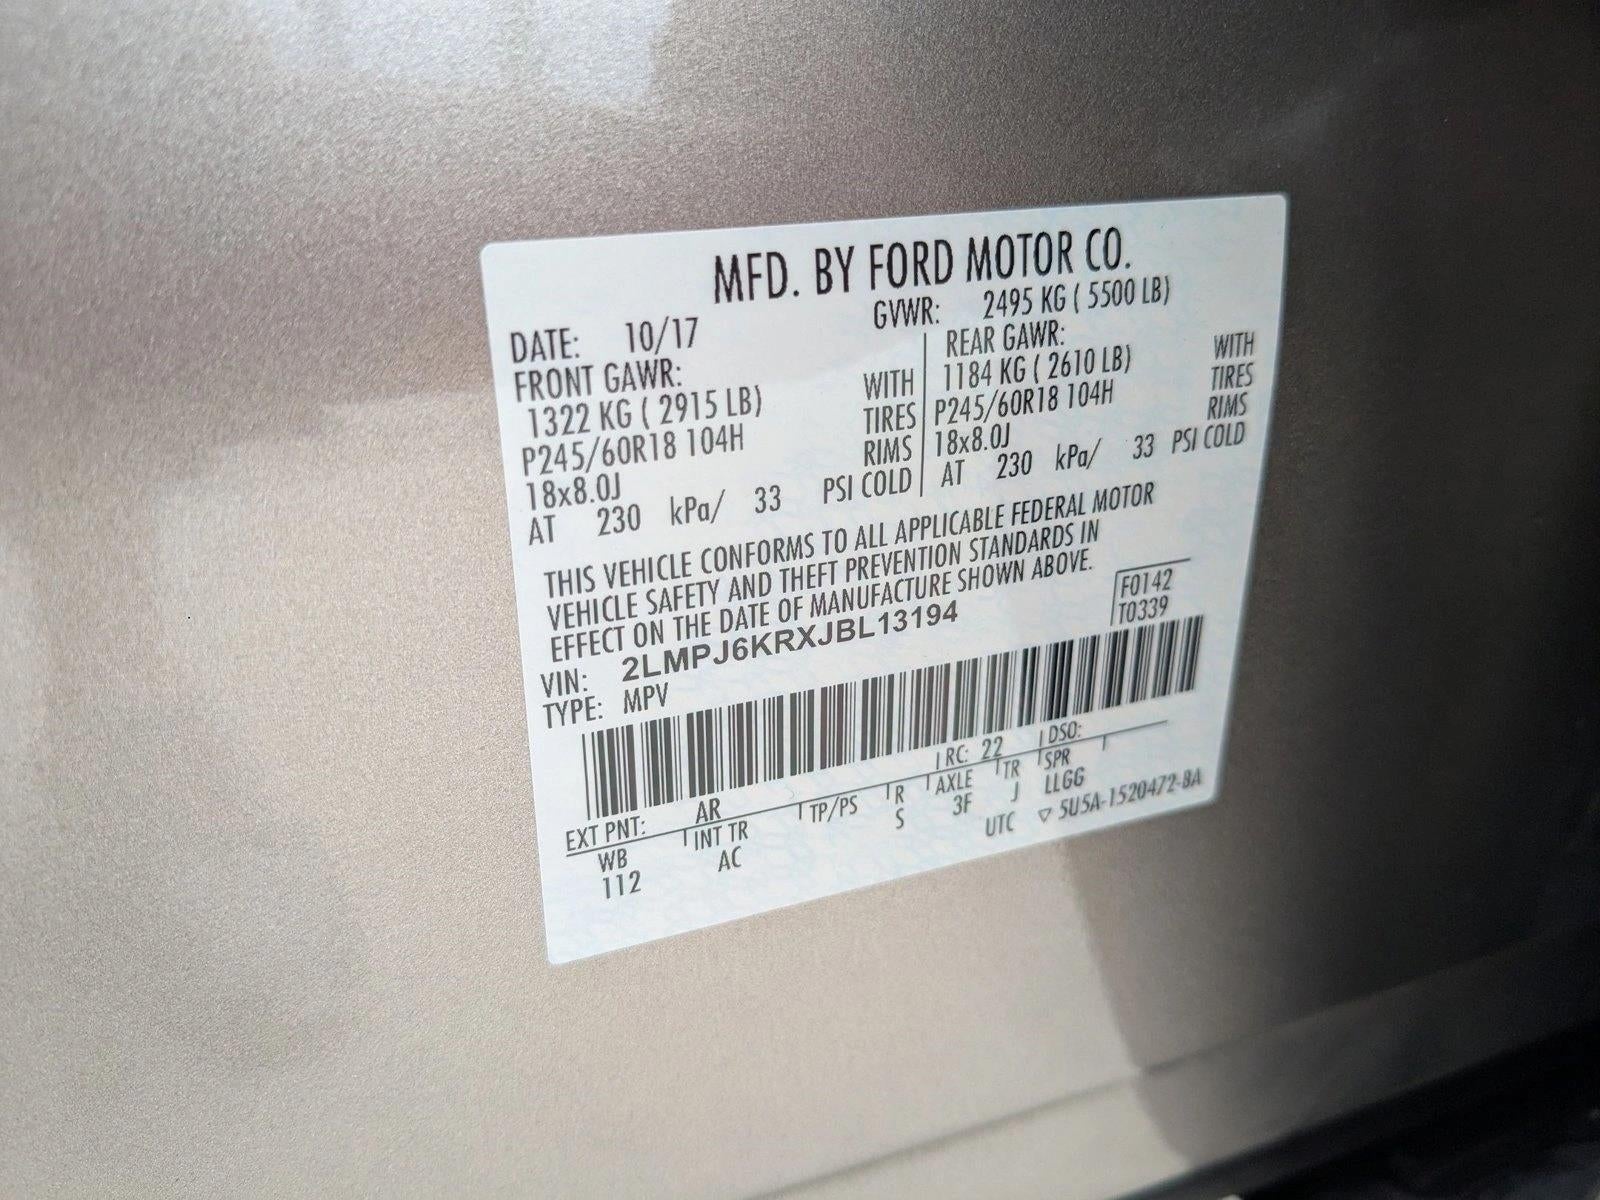 MFD. BY FORD MOTOR CO.
DATE: 10/17 GVWR: 2495 KG ( 5500 LB)
FRONT GAWR: REAR GAWR:
1322 KG ( 2915 LB) WITH 1184 KG ( 2610 LB) WITH
P245/60R18 104H TIRES P245/60R18 104H TIRES
18x8.0J RIMS 18x8.0J RIMS
AT 230 kPa/ 33 PSI COLD AT 230 kPa/ 33 PSI COLD
THIS VEHICLE CONFORMS TO ALL APPLICABLE FEDERAL MOTOR
VEHICLE SAFETY AND THEFT PREVENTION STANDARDS IN
EFFECT ON THE DATE OF MANUFACTURE SHOWN ABOVE.
VIN: 2LMPJ6KRXJBL13194 F0142
TYPE: MPV T0339
EXT PNT: AR RC: 22 DSO:
WB INT TR TP/PS R AXLE TR SPR
112 AC S 3F J LLGG
UTC ▽ 5U5A-1520472-BA